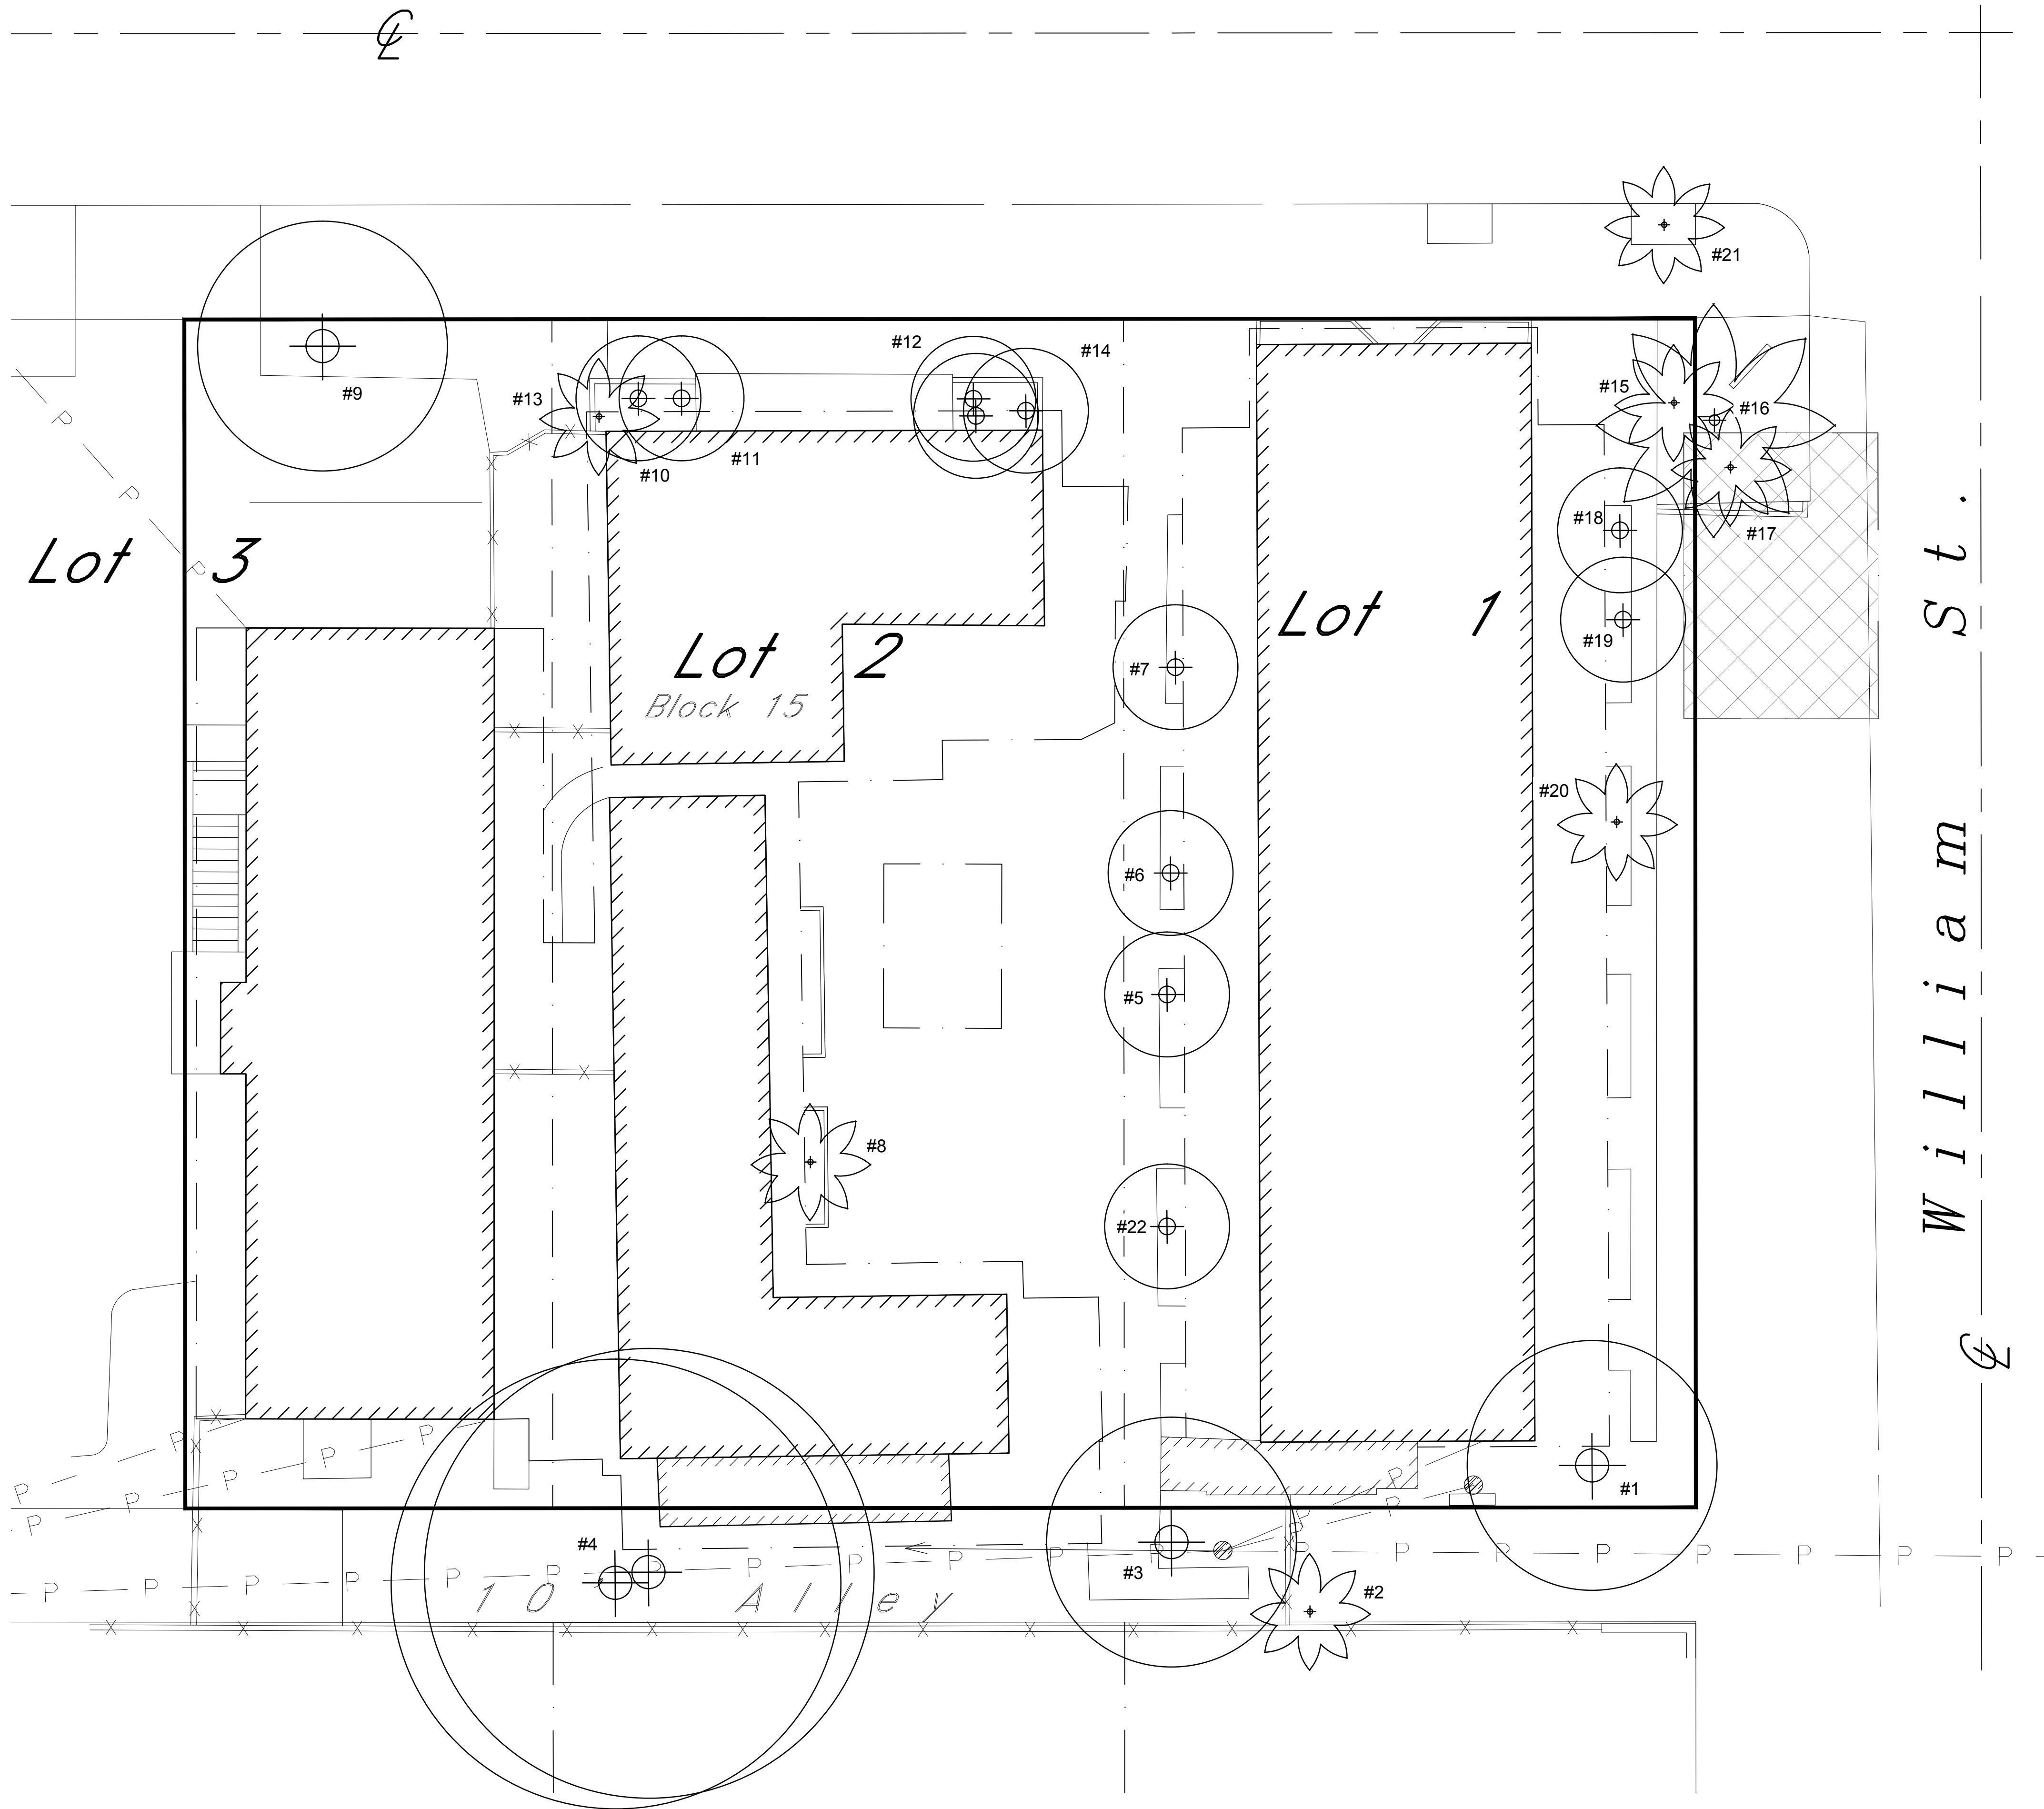 ℄
#21
#9
#12
#14
#13
#15
#16
#10
#11
#18
#17
Lot 3
Lot 1
William St.
#19
Lot 2
#7
Block 15
#20
#6
#5
#8
#22
℄
#1
#4
#3
#2
10' Alley
P P P P
P P P
P P P P
P P P
P P P P P P P P P P P P P P P P P P P P